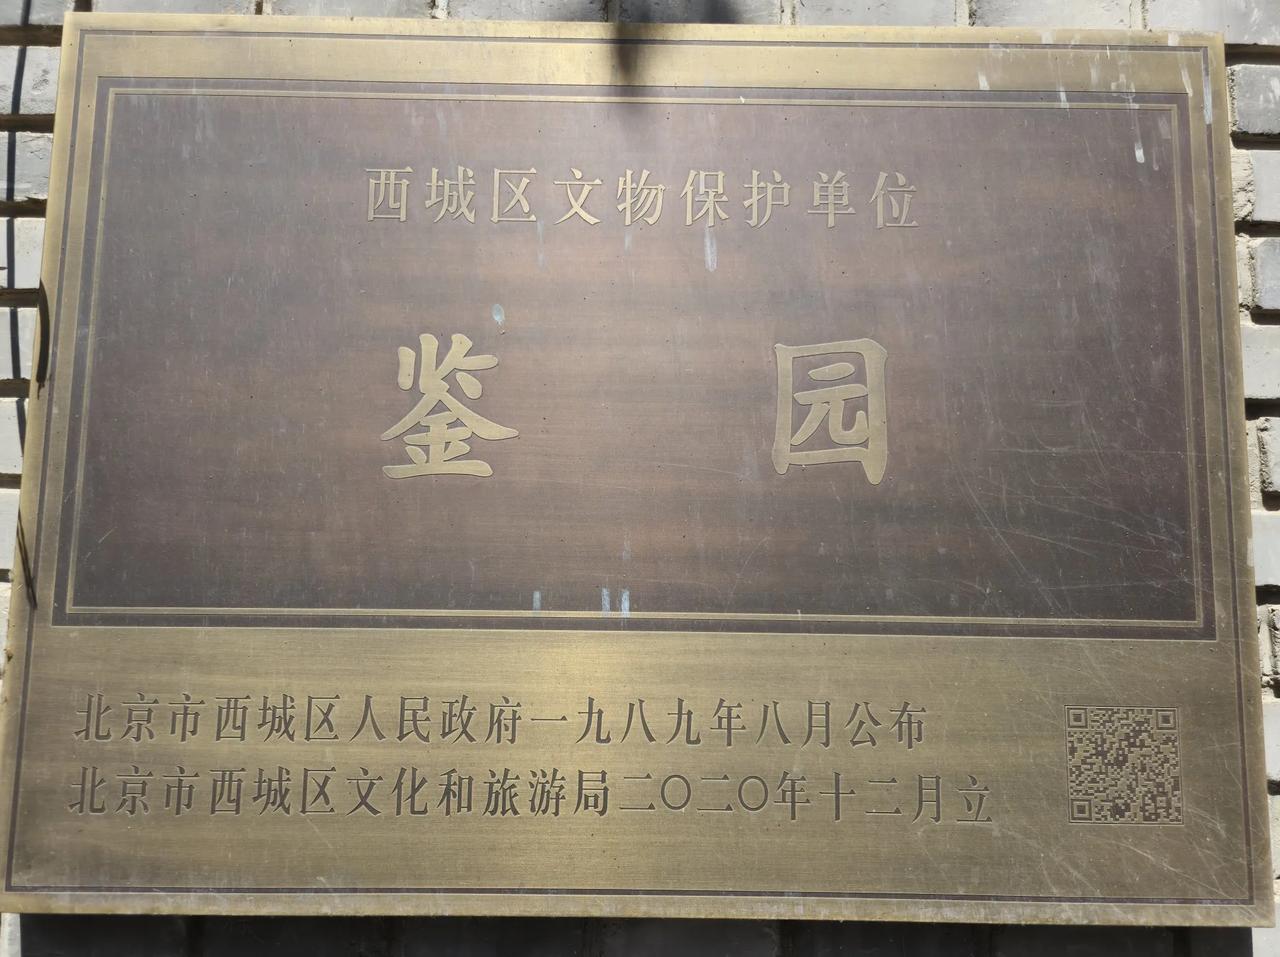 西城区文物保护单位
鉴园
北京市西城区人民政府一九八九年八月公布
北京市西城区文化和旅游局二〇二〇年十二月立